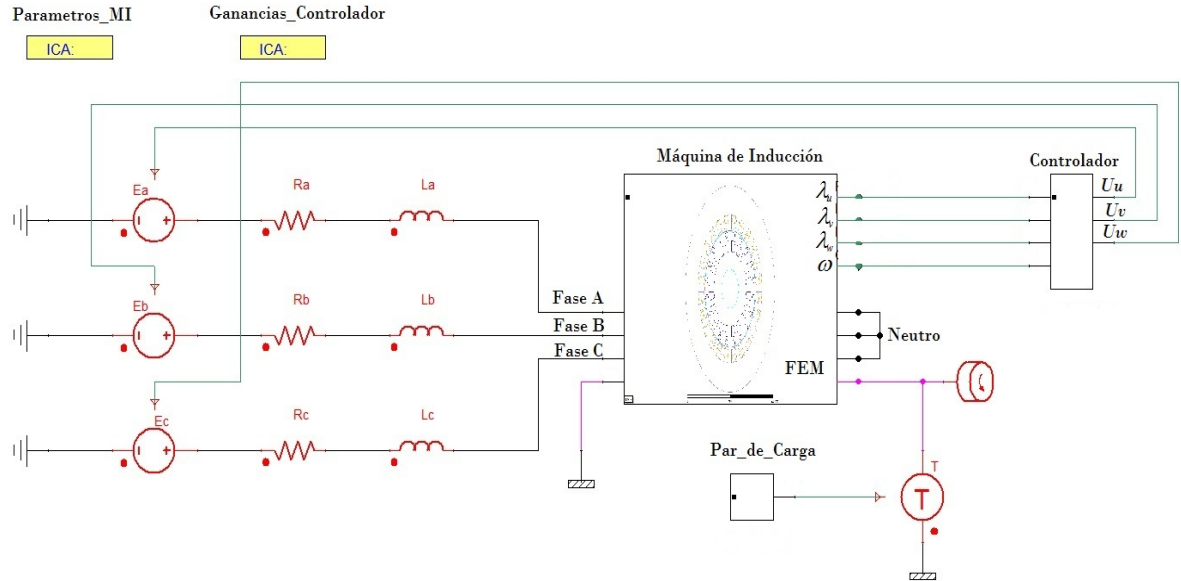 Parametros_MI
Ganancias_Controlador
ICA:
ICA:
Máquina de Inducción
Controlador
Ea
Ra
La
λu
Uu
λv
Uv
λw
Uw
ω
Eb
Rb
Lb
Fase A
Fase B
Fase C
Neutro
FEM
Ec
Rc
Lc
Par_de_Carga
T
T